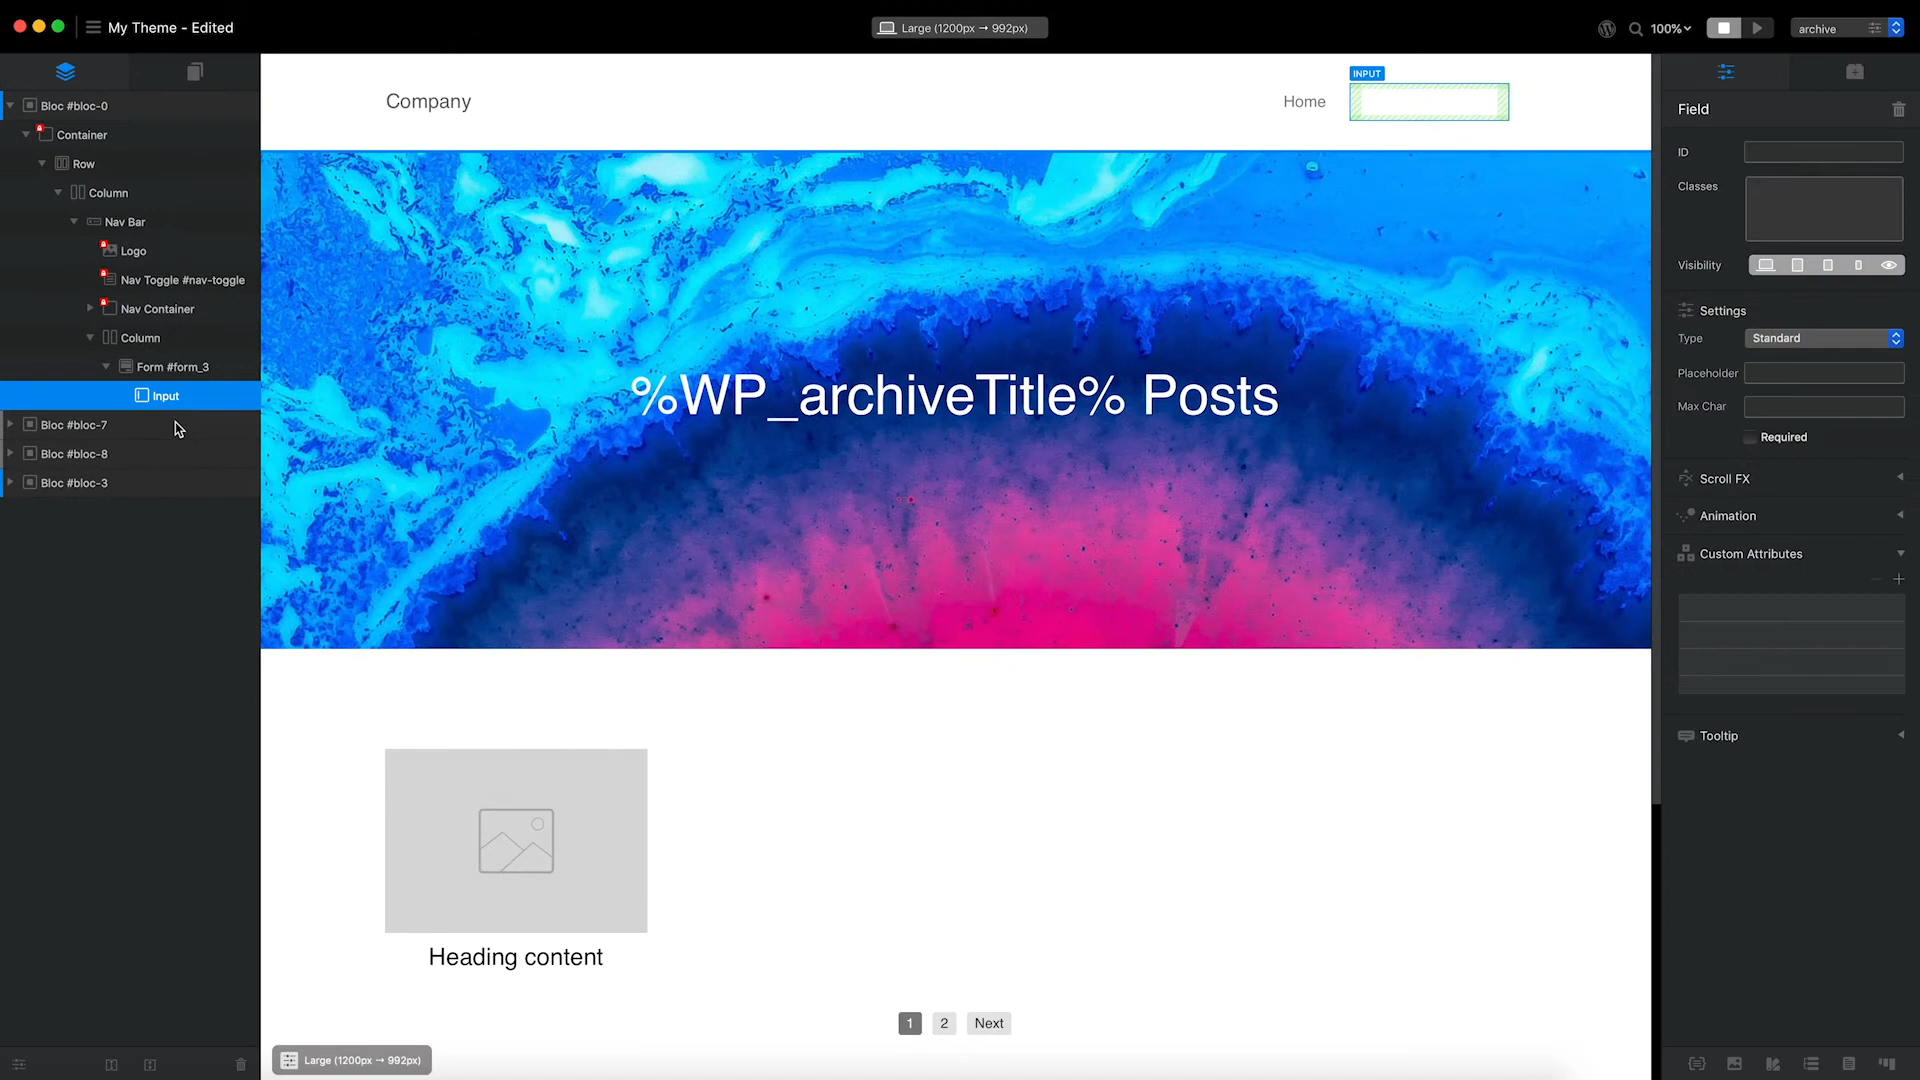 My Theme - Edited
Large (1200px → 992px)
100%
archive
Bloc #bloc-0
Container
Row
Column
Nav Bar
Logo
Nav Toggle #nav-toggle
Nav Container
Column
Form #form_3
Input
Bloc #bloc-7
Bloc #bloc-8
Bloc #bloc-3
Company
Home
INPUT
%WP_archiveTitle% Posts
Heading content
1 2 Next
Large (1200px → 992px)
Field
ID
Classes
Visibility
Settings
Type Standard
Placeholder
Max Char
Required
Scroll FX
Animation
Custom Attributes
Tooltip